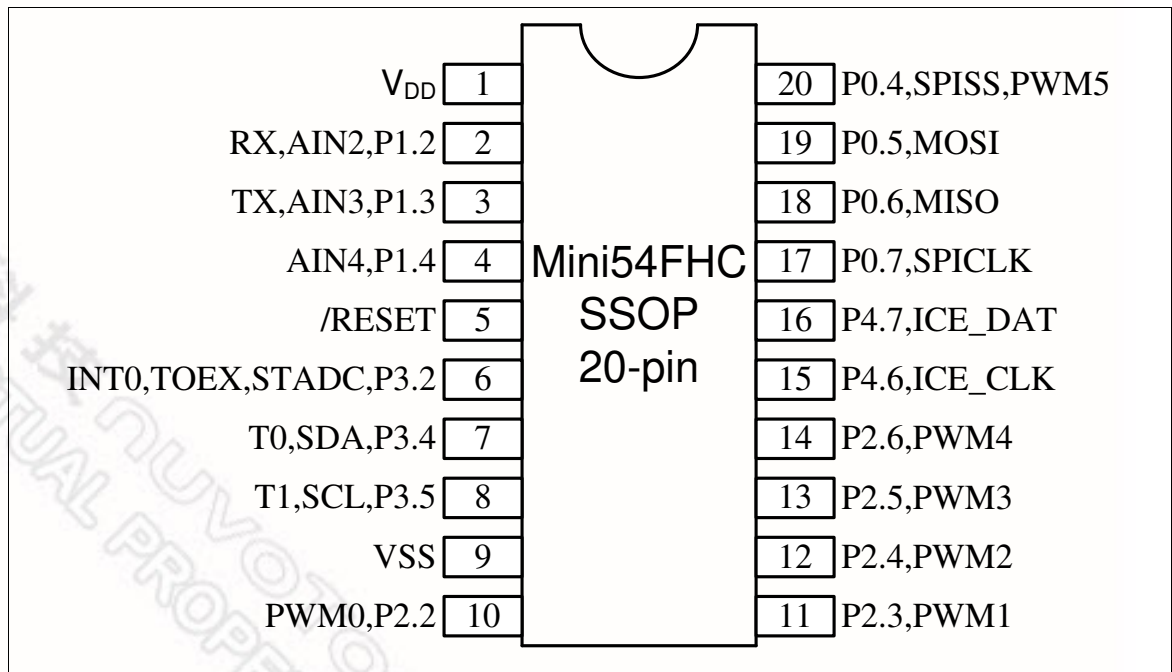 V_DD 1
RX,AIN2,P1.2 2
TX,AIN3,P1.3 3
AIN4,P1.4 4
/RESET 5
INT0,TOEX,STADC,P3.2 6
T0,SDA,P3.4 7
T1,SCL,P3.5 8
VSS 9
PWM0,P2.2 10
Mini54FHC
SSOP
20-pin
20 P0.4,SPISS,PWM5
19 P0.5,MOSI
18 P0.6,MISO
17 P0.7,SPICLK
16 P4.7,ICE_DAT
15 P4.6,ICE_CLK
14 P2.6,PWM4
13 P2.5,PWM3
12 P2.4,PWM2
11 P2.3,PWM1